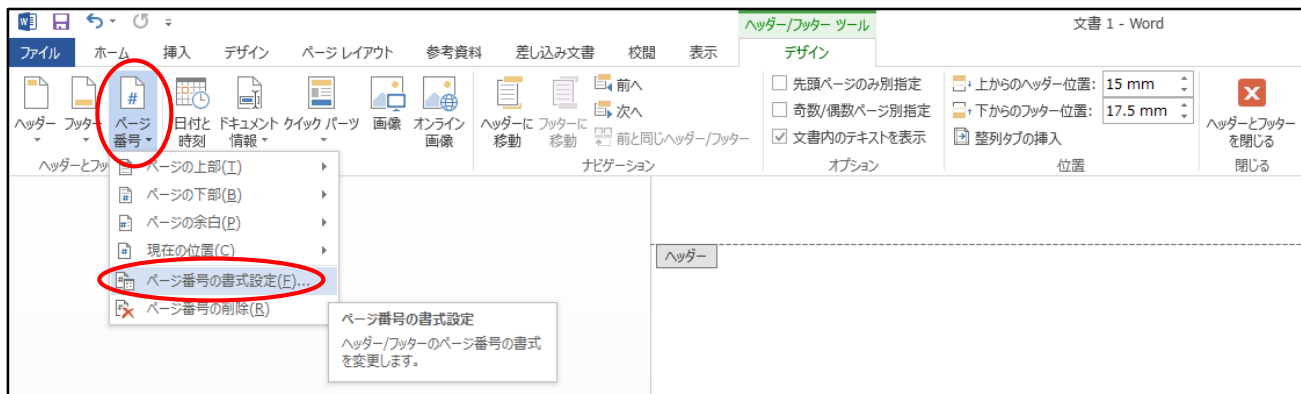 ヘッダー/フッター ツール
文書 1 - Word
ファイル ホーム 挿入 デザイン ページ レイアウト 参考資料 差し込み文書 校閲 表示 デザイン
ヘッダー フッター ページ番号 日付と時刻 ドキュメント情報 クイック パーツ 画像 オンライン画像
ヘッダーに移動 フッターに移動
前へ
次へ
前と同じヘッダー/フッター
先頭ページのみ別指定
奇数/偶数ページ別指定
文書内のテキストを表示
上からのヘッダー位置: 15 mm
下からのフッター位置: 17.5 mm
整列タブの挿入
ヘッダーとフッターを閉じる
ヘッダーとフッ
ナビゲーション
オプション
位置
閉じる
ページの上部(T)
ページの下部(B)
ページの余白(P)
現在の位置(C)
ページ番号の書式設定(F)...
ページ番号の削除(R)
ページ番号の書式設定
ヘッダー/フッターのページ番号の書式
を変更します。
ヘッダー